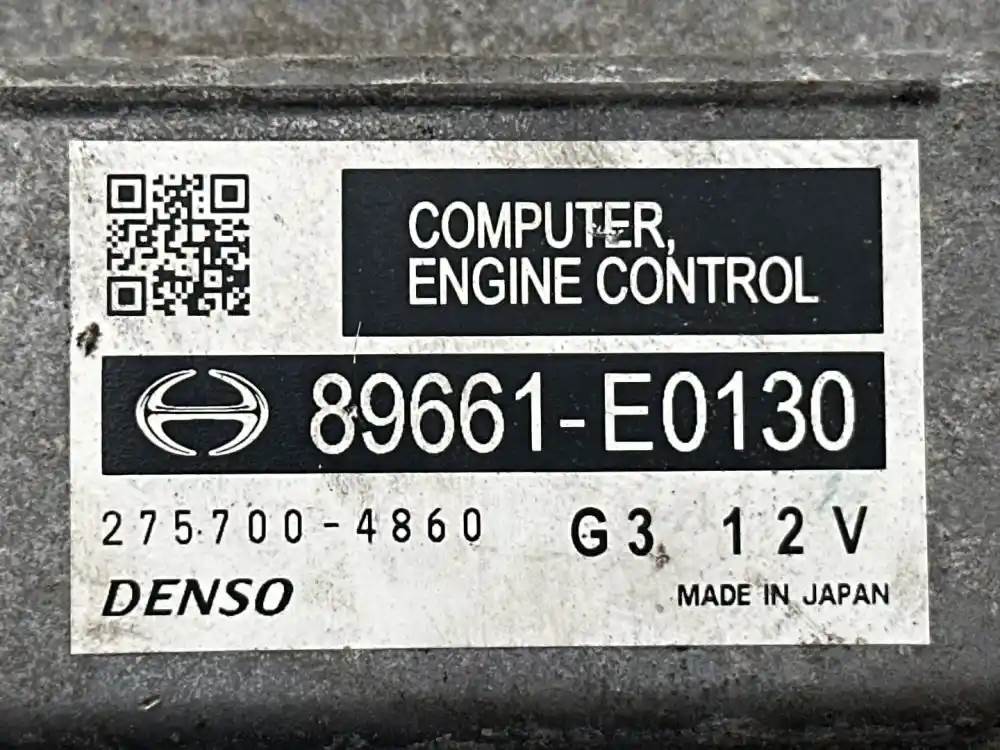 COMPUTER,
ENGINE CONTROL
89661-E0130
275700-4860 G3 12V
DENSO
MADE IN JAPAN